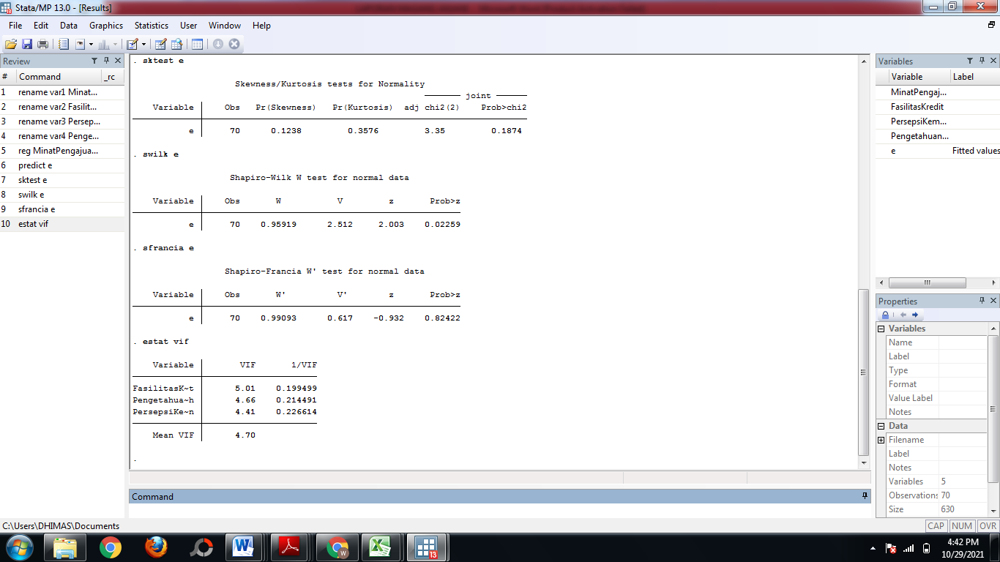 Stata/MP 13.0 - [Results]
File Edit Data Graphics Statistics User Window Help
Review
# Command _rc
1 rename var1 Minat...
2 rename var2 Fasilit...
3 rename var3 Persep...
4 rename var4 Penge...
5 reg MinatPengajua...
6 predict e
7 sktest e
8 swilk e
9 sfrancia e
10 estat vif
. sktest e
Skewness/Kurtosis tests for Normality
joint
Variable Obs Pr(Skewness) Pr(Kurtosis) adj chi2(2) Prob>chi2
e 70 0.1238 0.3576 3.35 0.1874
. swilk e
Shapiro-Wilk W test for normal data
Variable Obs W V z Prob>z
e 70 0.95919 2.512 2.003 0.02259
. sfrancia e
Shapiro-Francia W' test for normal data
Variable Obs W' V' z Prob>z
e 70 0.99093 0.617 -0.932 0.82422
. estat vif
Variable VIF 1/VIF
FasilitasK~t 5.01 0.199499
Pengetahua~h 4.66 0.214491
PersepsiKe~n 4.41 0.226614
Mean VIF 4.70
.
Command
Variables
Variable Label
MinatPengaj...
FasilitasKredit
PersepsiKem...
Pengetahuan...
e Fitted values
Properties
Variables
Name
Label
Type
Format
Value Label
Notes
Data
Filename
Label
Notes
Variables 5
Observations 70
Size 630
C:\Users\DHIMAS\Documents
CAP NUM OVR
13
4:42 PM
10/29/2021